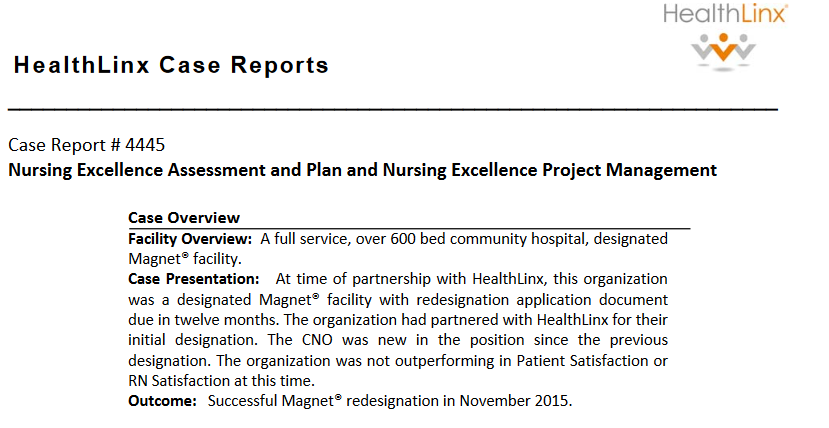 HealthLinx®
HealthLinx Case Reports
Case Report # 4445
Nursing Excellence Assessment and Plan and Nursing Excellence Project Management
Case Overview
Facility Overview: A full service, over 600 bed community hospital, designated
Magnet® facility.
Case Presentation: At time of partnership with HealthLinx, this organization
was a designated Magnet® facility with redesignation application document
due in twelve months. The organization had partnered with HealthLinx for their
initial designation. The CNO was new in the position since the previous
designation. The organization was not outperforming in Patient Satisfaction or
RN Satisfaction at this time.
Outcome: Successful Magnet® redesignation in November 2015.